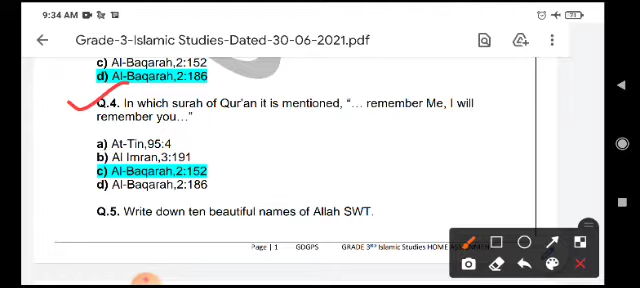 9:34 AM
21
Grade-3-Islamic Studies-Dated-30-06-2021.pdf
c) Al-Baqarah,2:152
d) Al-Baqarah,2:186
Q.4. In which surah of Qur'an it is mentioned, "... remember Me, I will
remember you..."
a) At-Tin,95:4
b) Al Imran,3:191
c) Al-Baqarah,2:152
d) Al-Baqarah,2:186
Q.5. Write down ten beautiful names of Allah SWT.
Page | 1 GDGPS GRADE 3RD Islamic Studies HOME